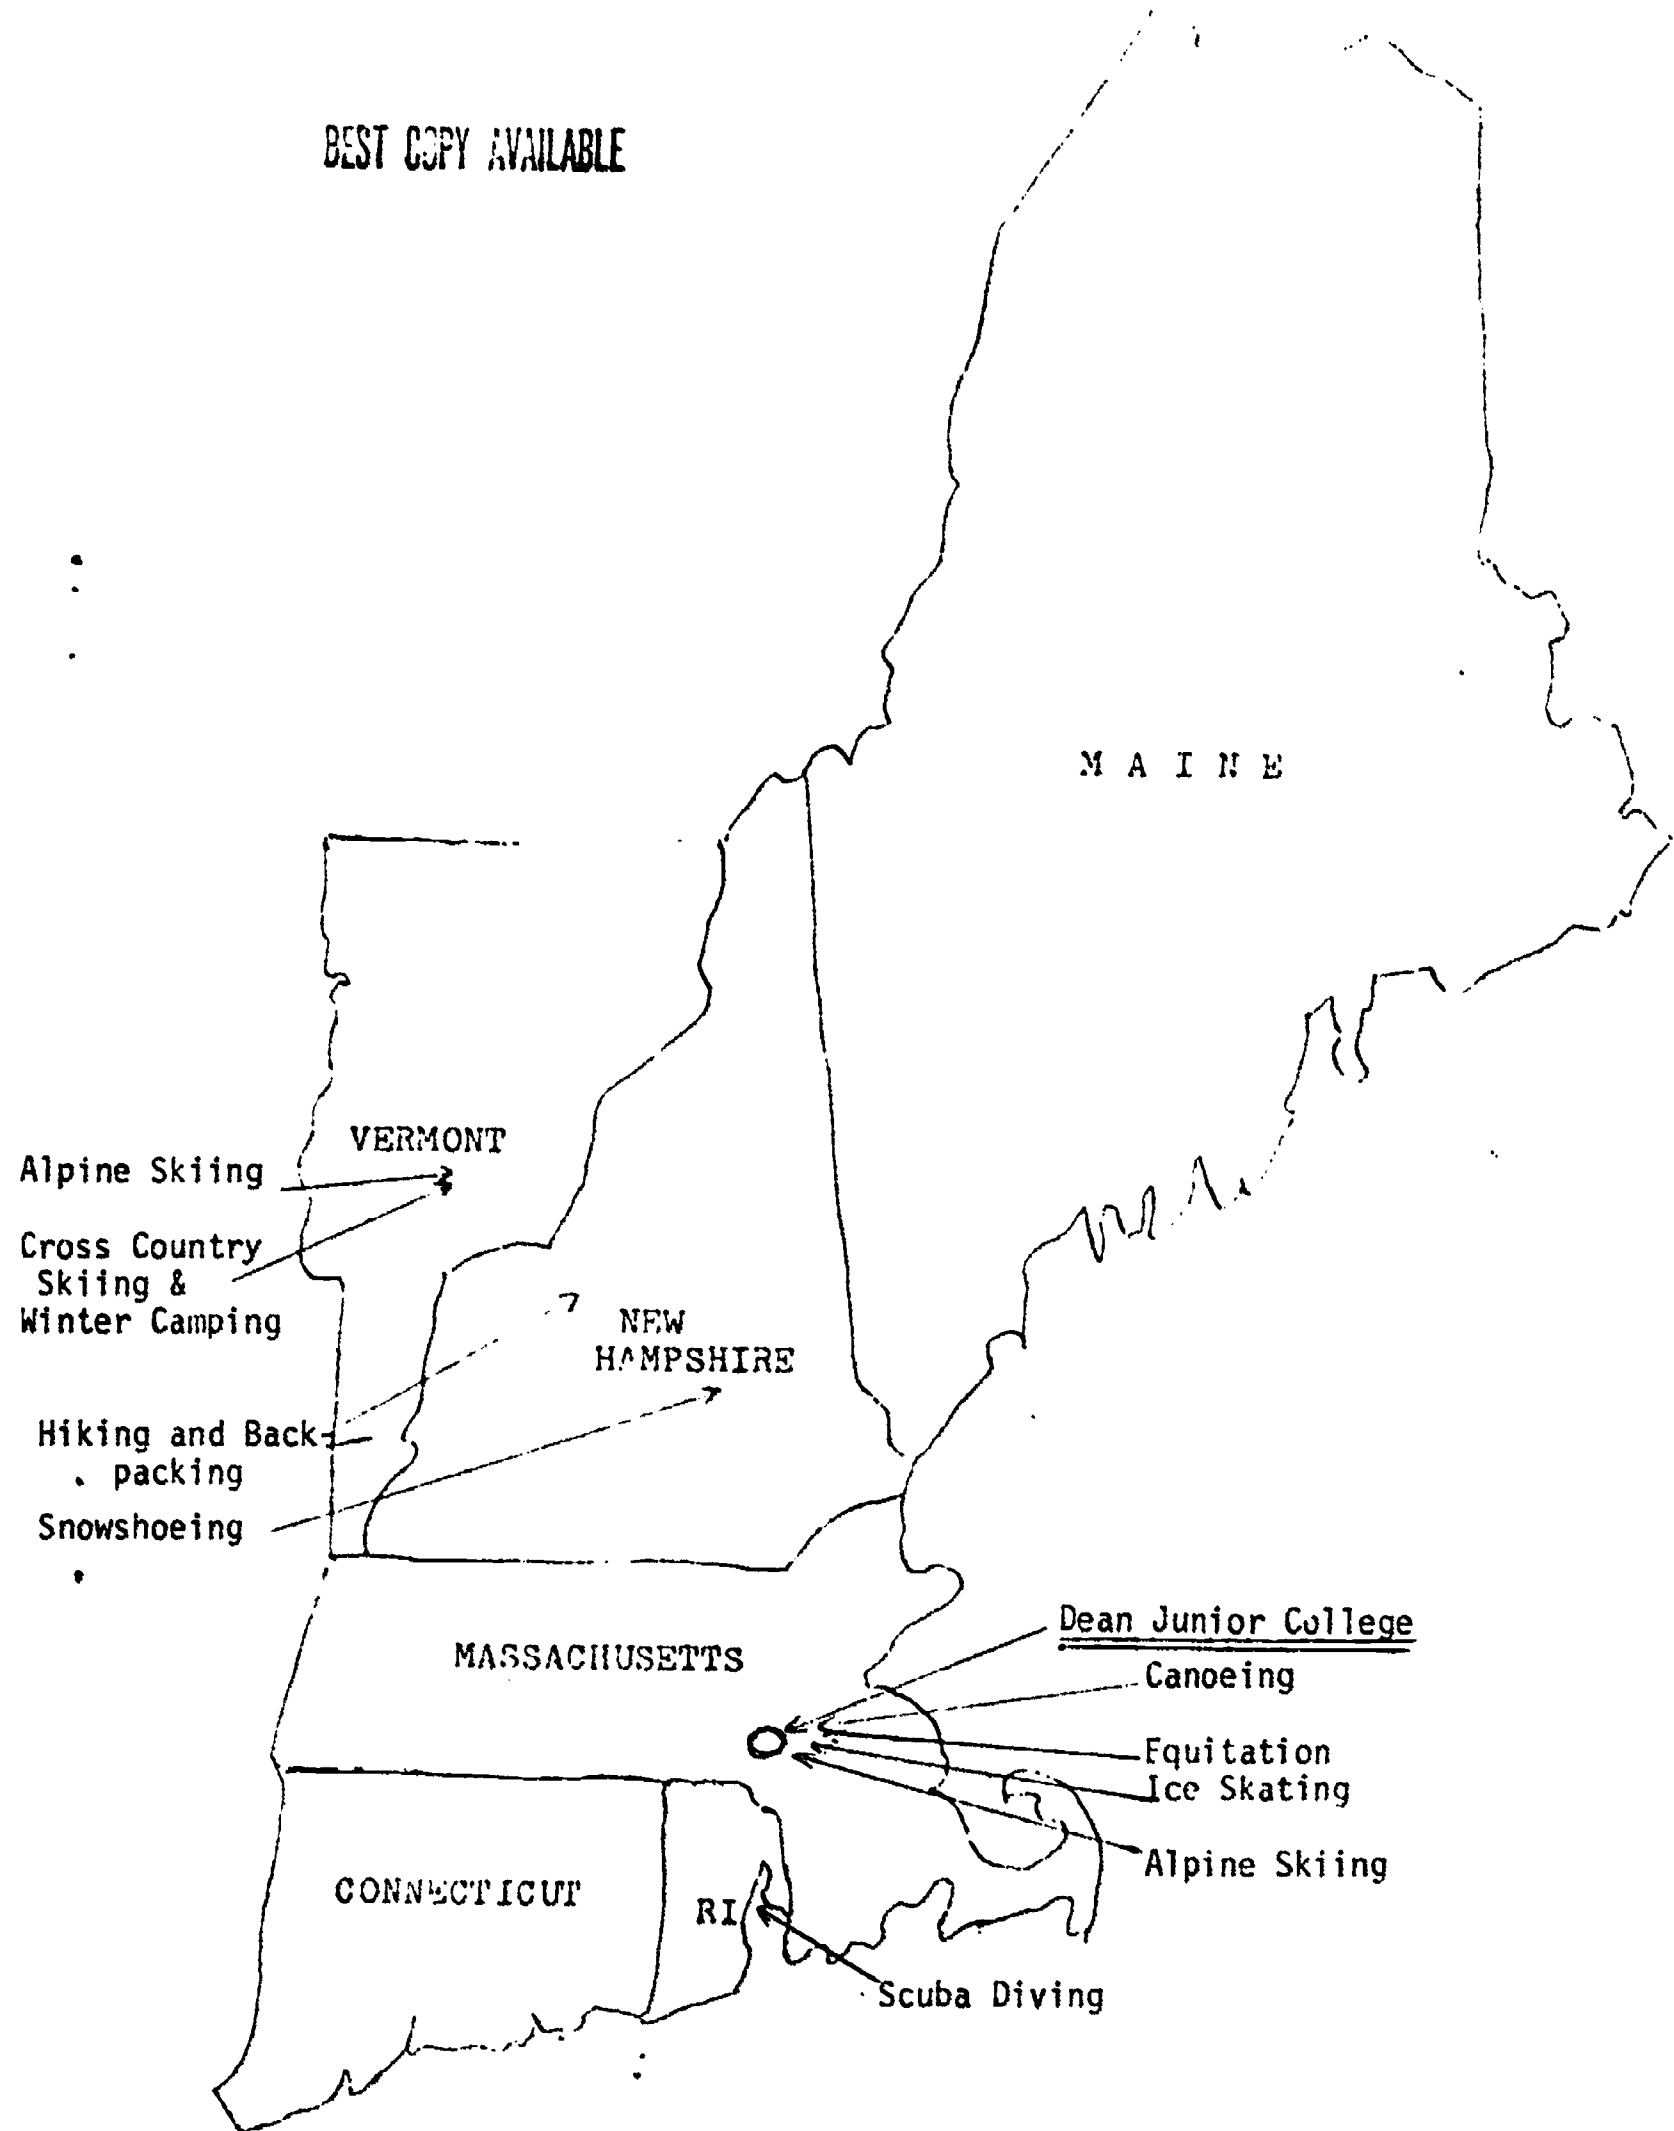 BEST COPY AVAILABLE
M A I N E
VERMONT
Alpine Skiing
Cross Country
Skiing &
Winter Camping
NEW
HAMPSHIRE
Hiking and Back-
packing
Snowshoeing
Dean Junior College
MASSACHUSETTS
Canoeing
Equitation
Ice Skating
Alpine Skiing
CONNECTICUT
RI
Scuba Diving